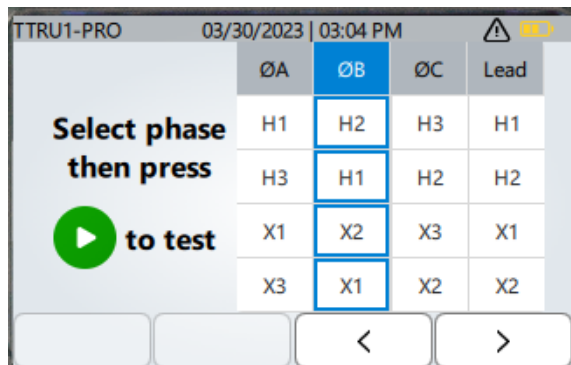 TTRU1-PRO 03/30/2023 | 03:04 PM
ØA ØB ØC Lead
Select phase
then press
to test
H1 H2 H3 H1
H3 H1 H2 H2
X1 X2 X3 X1
X3 X1 X2 X2
< >